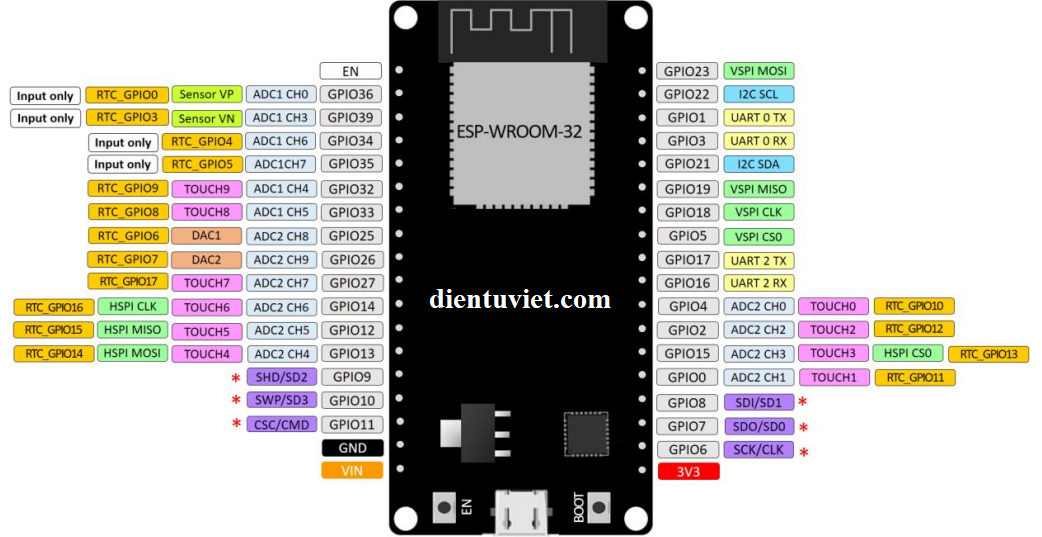 EN GPIO23 VSPI MOSI
Input only RTC_GPIO0 Sensor VP ADC1 CH0 GPIO36 GPIO22 I2C SCL
Input only RTC_GPIO3 Sensor VN ADC1 CH3 GPIO39 ESP-WROOM-32 GPIO1 UART 0 TX
Input only RTC_GPIO4 ADC1 CH6 GPIO34 GPIO3 UART 0 RX
Input only RTC_GPIO5 ADC1CH7 GPIO35 GPIO21 I2C SDA
RTC_GPIO9 TOUCH9 ADC1 CH4 GPIO32 GPIO19 VSPI MISO
RTC_GPIO8 TOUCH8 ADC1 CH5 GPIO33 GPIO18 VSPI CLK
RTC_GPIO6 DAC1 ADC2 CH8 GPIO25 GPIO5 VSPI CS0
RTC_GPIO7 DAC2 ADC2 CH9 GPIO26 GPIO17 UART 2 TX
RTC_GPIO17 TOUCH7 ADC2 CH7 GPIO27 GPIO16 UART 2 RX
RTC_GPIO16 HSPI CLK TOUCH6 ADC2 CH6 GPIO14 dientuviet.com GPIO4 ADC2 CH0 TOUCH0 RTC_GPIO10
RTC_GPIO15 HSPI MISO TOUCH5 ADC2 CH5 GPIO12 GPIO2 ADC2 CH2 TOUCH2 RTC_GPIO12
RTC_GPIO14 HSPI MOSI TOUCH4 ADC2 CH4 GPIO13 GPIO15 ADC2 CH3 TOUCH3 HSPI CS0 RTC_GPIO13
* SHD/SD2 GPIO9 GPIO0 ADC2 CH1 TOUCH1 RTC_GPIO11
* SWP/SD3 GPIO10 GPIO8 SDI/SD1 *
* CSC/CMD GPIO11 GPIO7 SDO/SD0 *
GND GPIO6 SCK/CLK *
VIN 3V3
EN BOOT